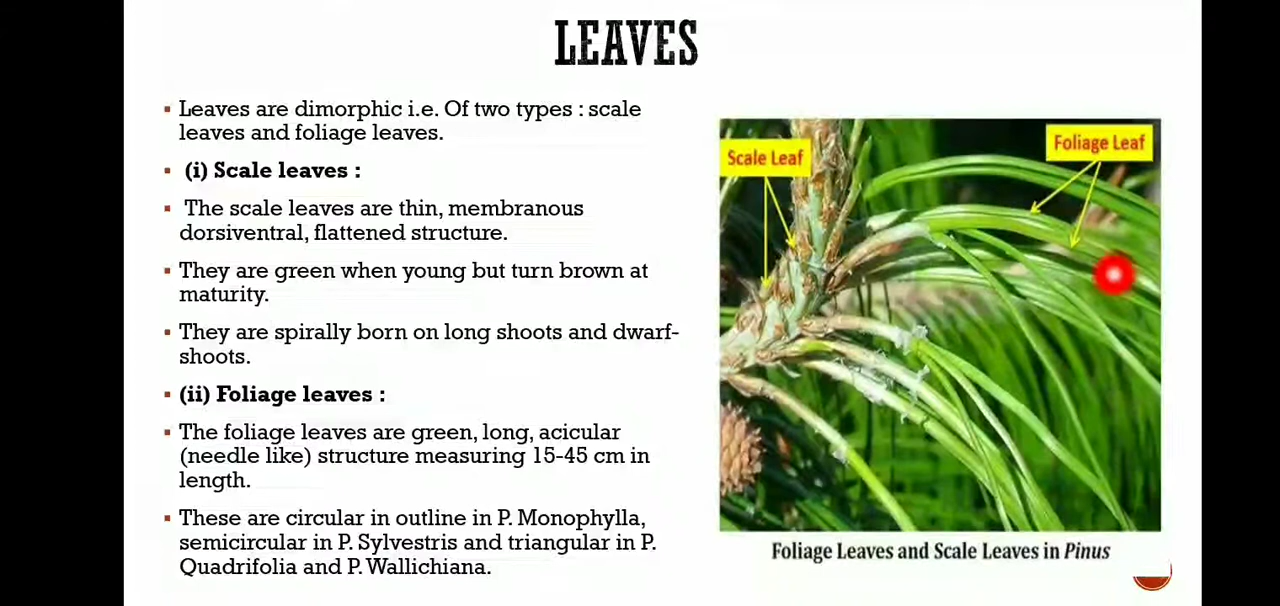 LEAVES
Leaves are dimorphic i.e. Of two types : scale
leaves and foliage leaves.
(i) Scale leaves :
The scale leaves are thin, membranous
dorsiventral, flattened structure.
They are green when young but turn brown at
maturity.
They are spirally born on long shoots and dwarf-
shoots.
(ii) Foliage leaves :
The foliage leaves are green, long, acicular
(needle like) structure measuring 15-45 cm in
length.
These are circular in outline in P. Monophylla,
semicircular in P. Sylvestris and triangular in P.
Quadrifolia and P. Wallichiana.
Scale Leaf
Foliage Leaf
Foliage Leaves and Scale Leaves in Pinus